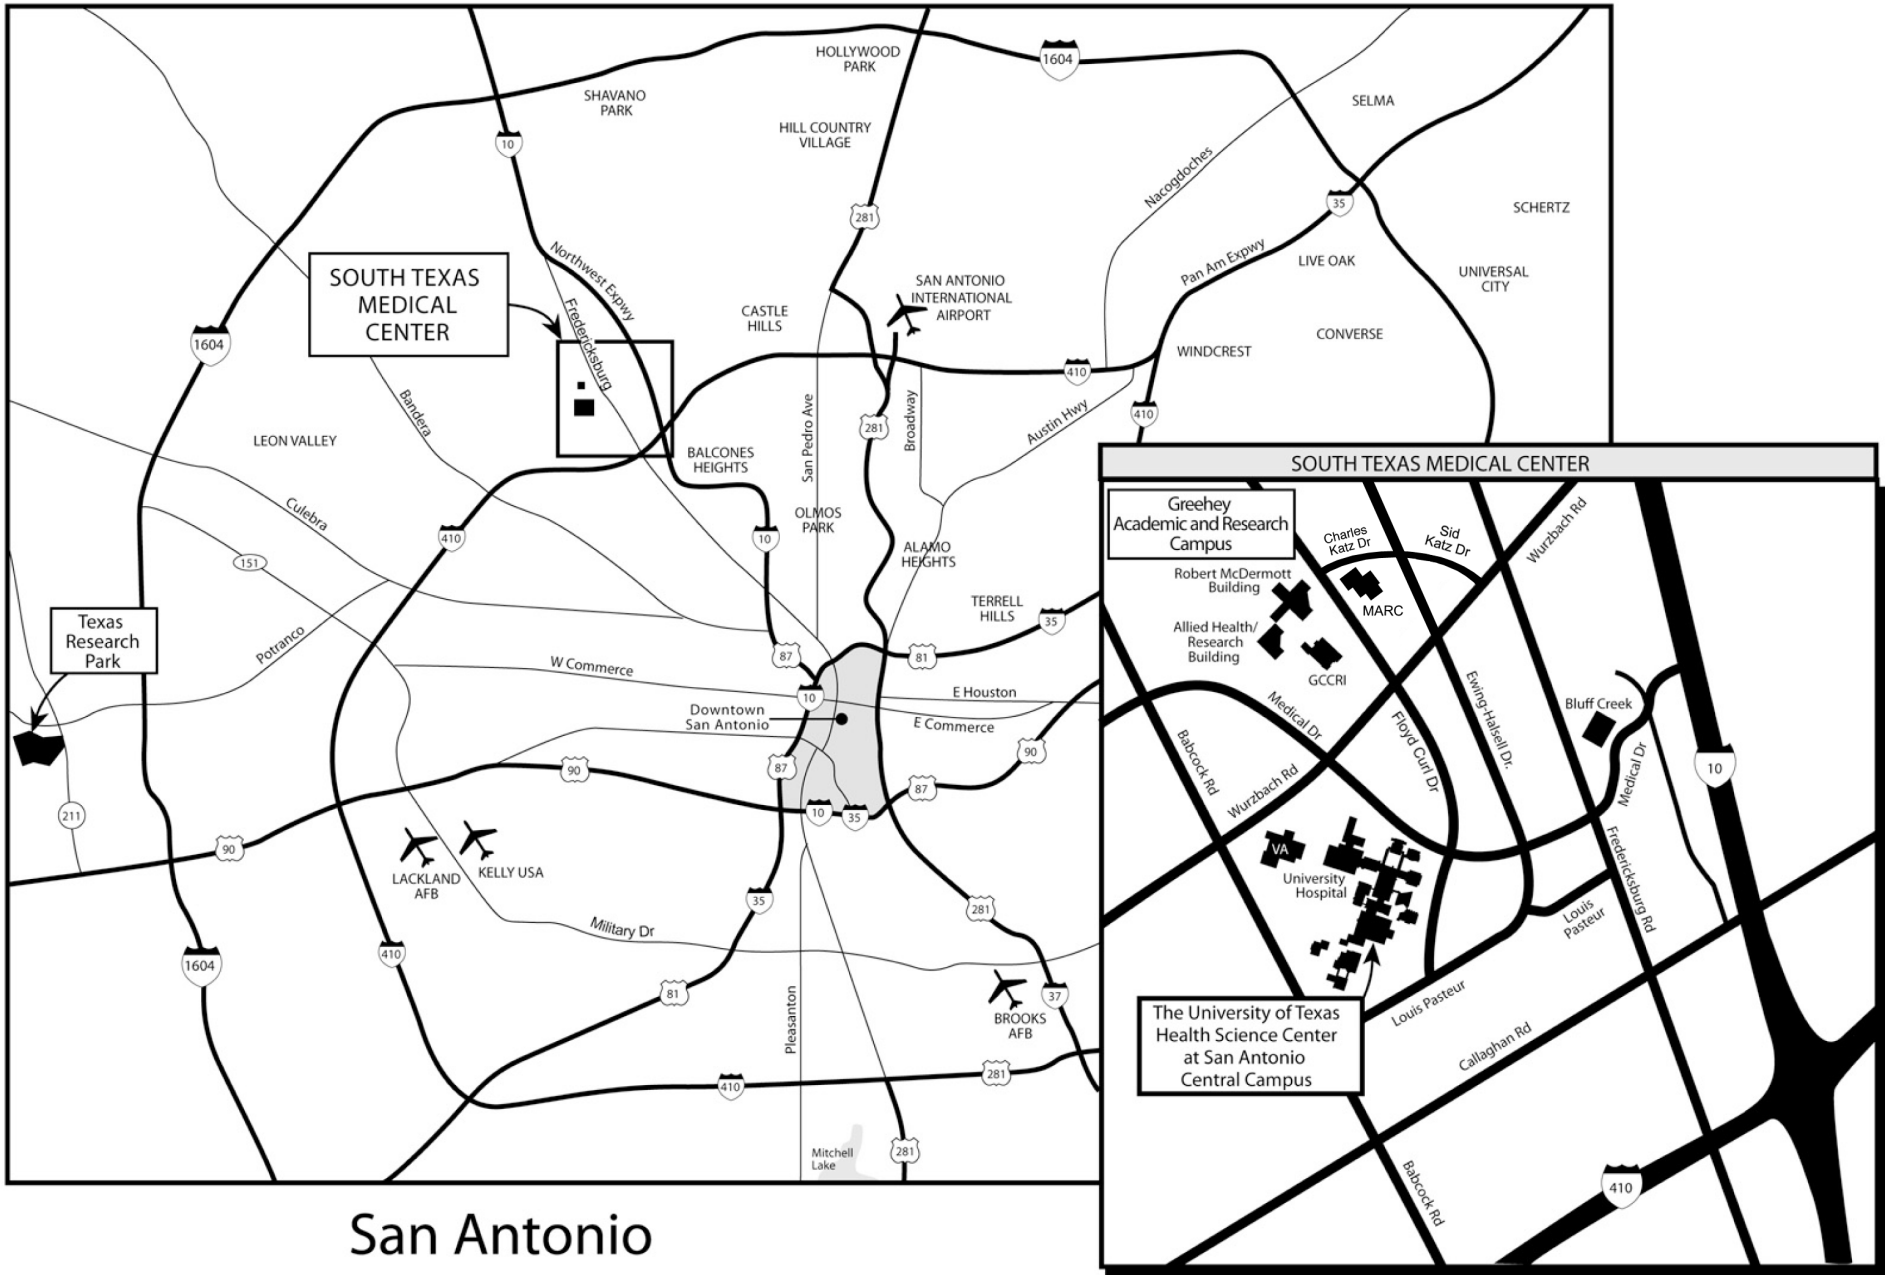 HOLLYWOOD
PARK
1604
SHAVANO
PARK
SELMA
10
HILL COUNTRY
VILLAGE
Nacogdoches
281
35
SCHERTZ
Northwest Expwy
Pan Am Expwy
LIVE OAK
UNIVERSAL
CITY
SOUTH TEXAS
MEDICAL
CENTER
SAN ANTONIO
INTERNATIONAL
AIRPORT
Fredericksburg
CASTLE
HILLS
CONVERSE
1604
WINDCREST
410
Bandera
San Pedro Ave
Broadway
Austin Hwy
410
281
LEON VALLEY
BALCONES
HEIGHTS
Culebra
OLMOS
PARK
410
10
ALAMO
HEIGHTS
151
TERRELL
HILLS
35
Texas
Research
Park
Potranco
W Commerce
87
81
10
E Houston
Downtown
San Antonio
E Commerce
90
90
87
87
211
10
35
90
LACKLAND
AFB
KELLY USA
35
281
Military Dr
410
1604
81
37
BROOKS
AFB
Pleasanton
410
281
Mitchell
Lake
281
San Antonio
SOUTH TEXAS MEDICAL CENTER
Greehey
Academic and Research
Campus
Charles
Katz Dr
Sid
Katz Dr
Wurzbach Rd
Robert McDermott
Building
MARC
Allied Health/
Research
Building
GCCRI
Medical Dr
Floyd Curl Dr
Ewing-Halsell Dr.
Bluff Creek
Medical Dr
10
Babcock Rd
Wurzbach Rd
VA
University
Hospital
Fredericksburg Rd
Louis
Pasteur
Louis Pasteur
The University of Texas
Health Science Center
at San Antonio
Central Campus
Callaghan Rd
Babcock Rd
410